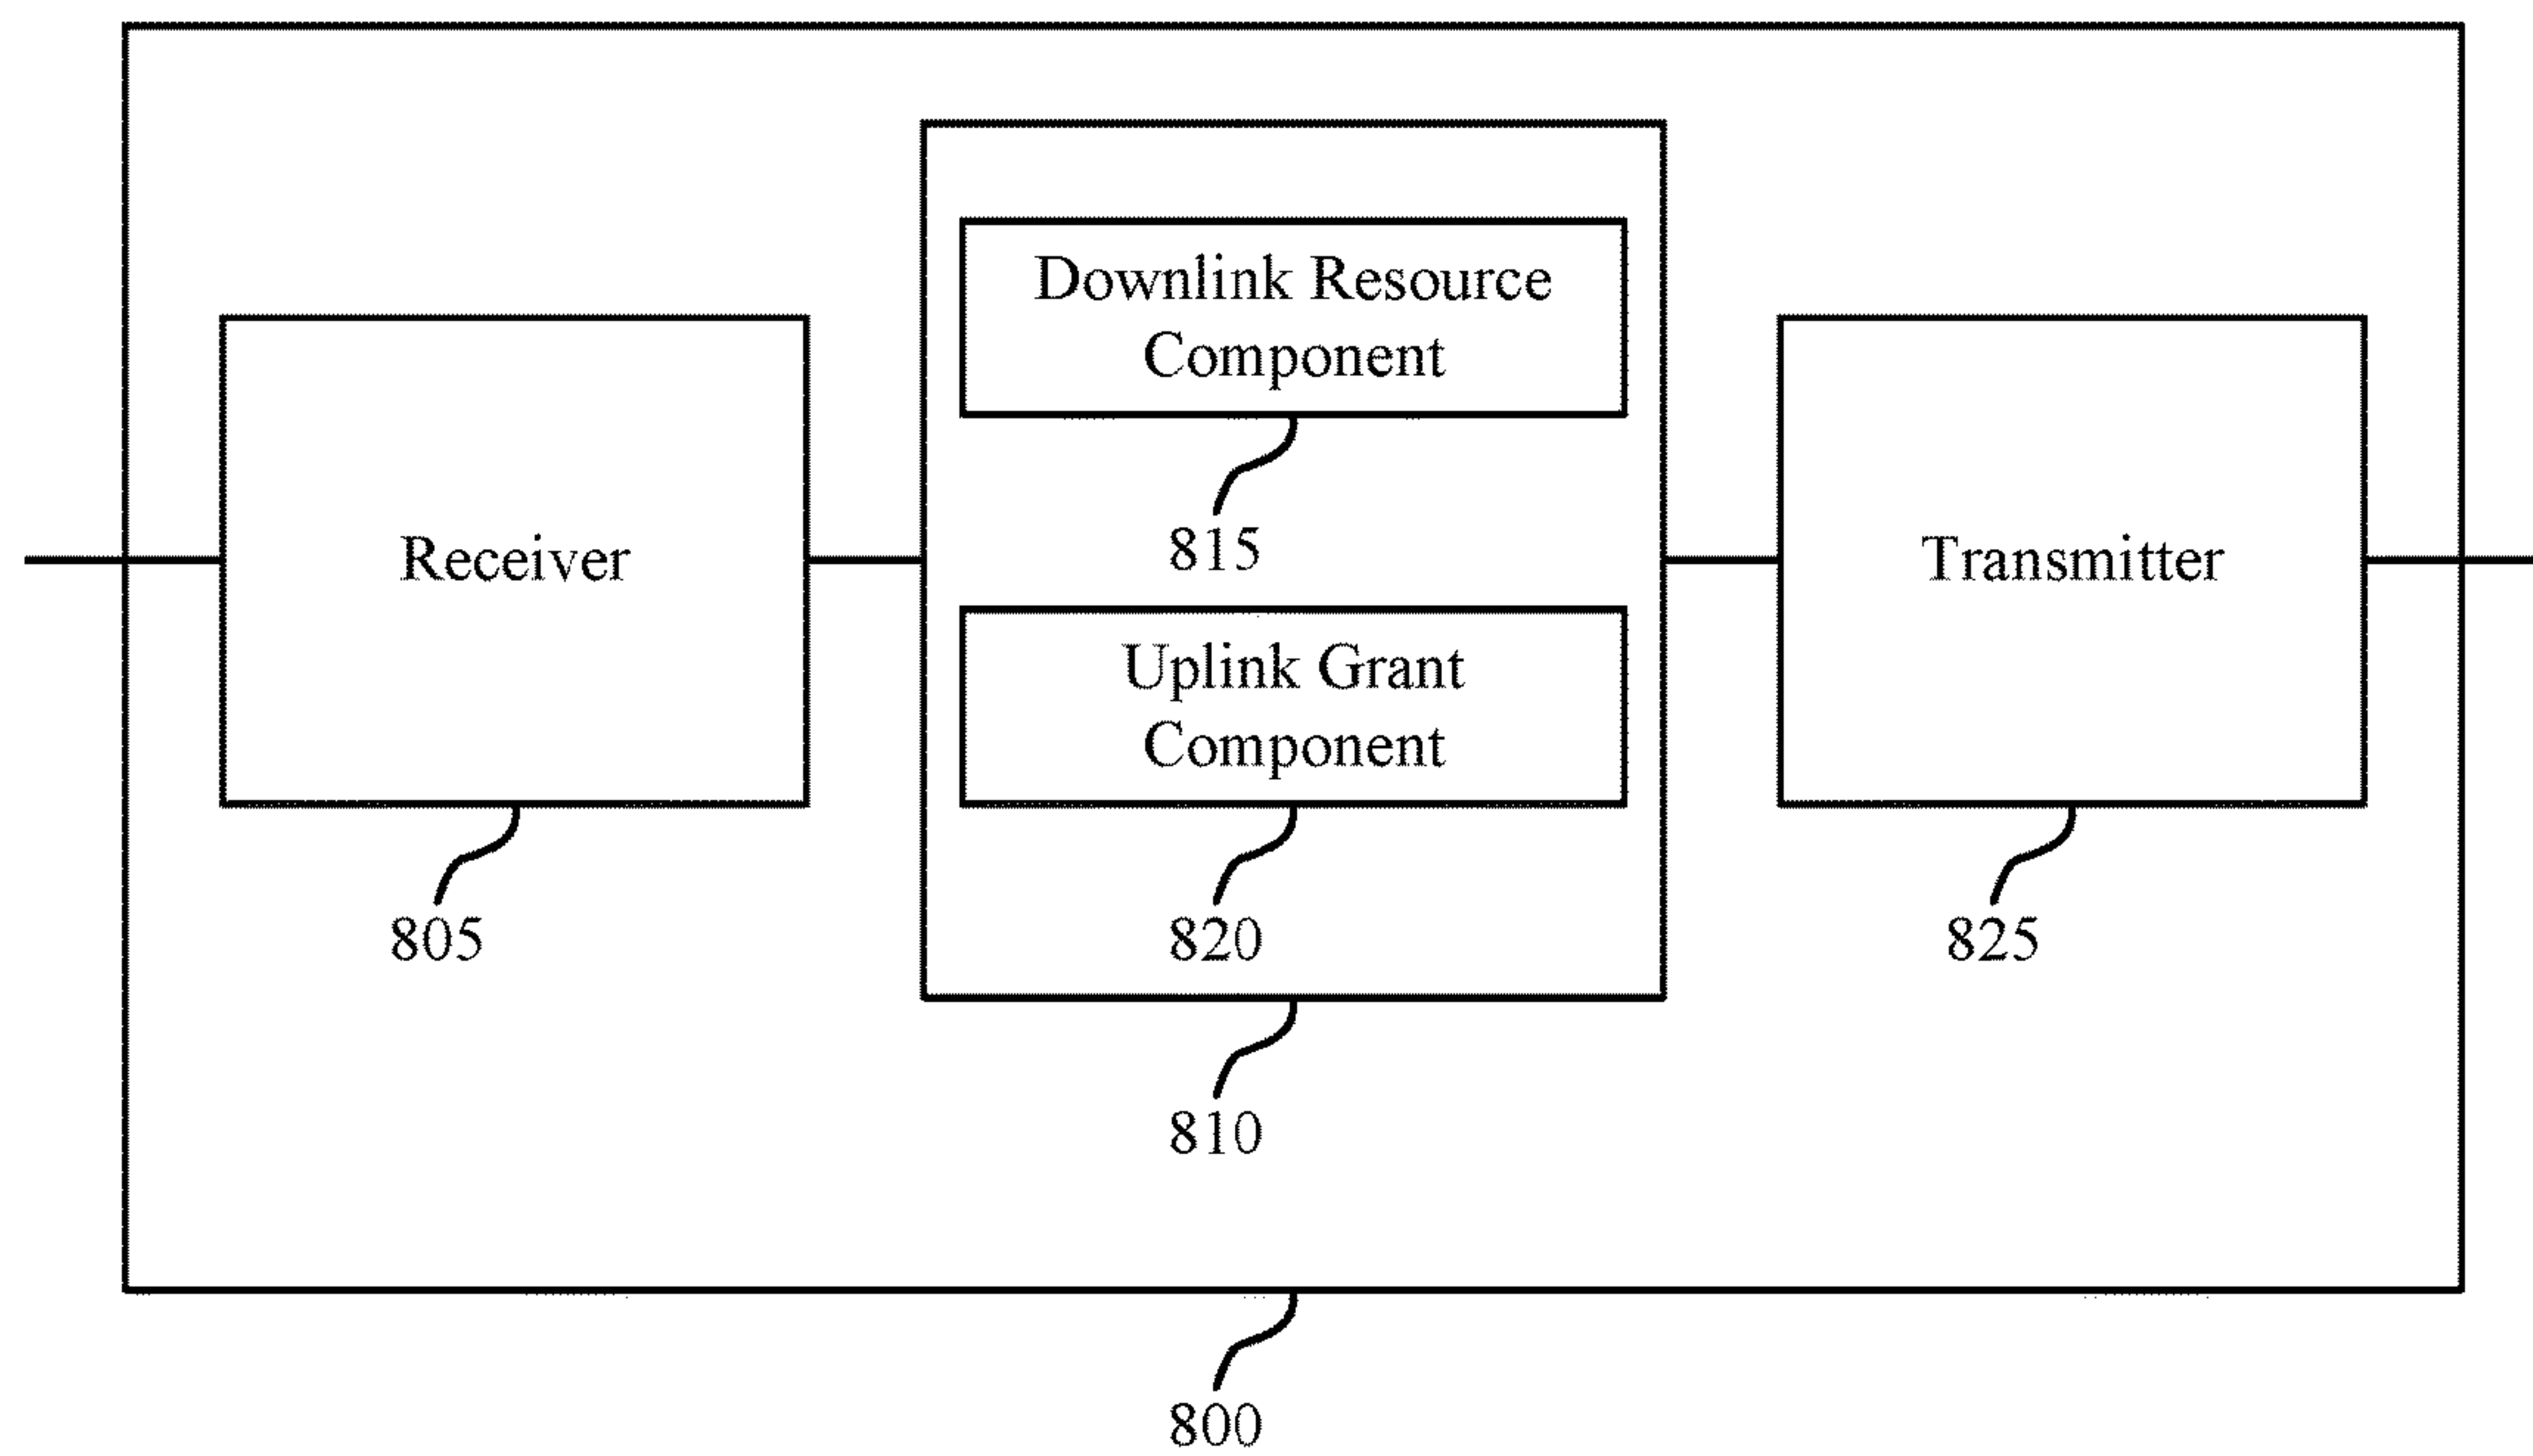 Downlink Resource
Component
815
Receiver
Transmitter
Uplink Grant
Component
805
820
825
810
800